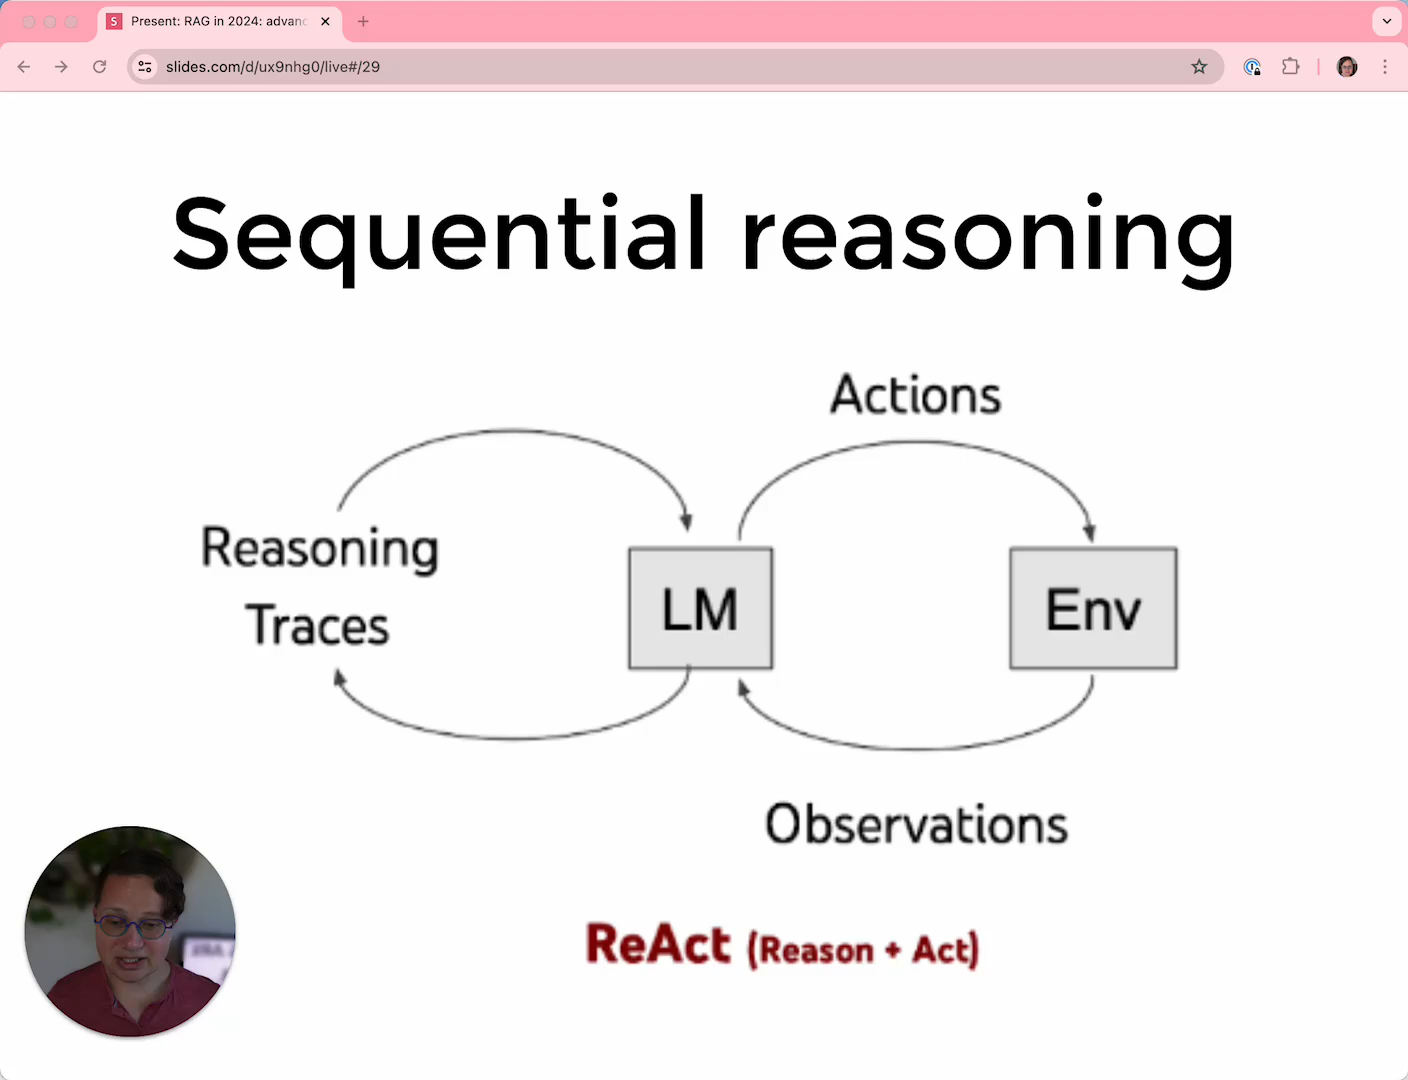 Present: RAG in 2024: advanc
slides.com/d/ux9nhg0/live#/29
Sequential reasoning
Actions
Reasoning
Traces
LM
Env
Observations
ReAct (Reason + Act)